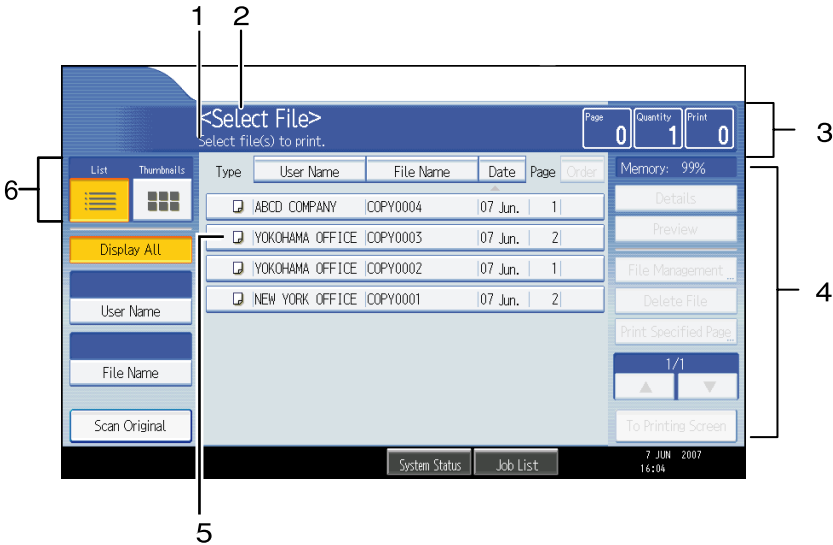 1 2
<Select File>
Select file(s) to print.
Page Quantity Print
0 1 0
3
List Thumbnails
6
Type User Name File Name Date Page Order
Memory: 99%
ABCD COMPANY COPY0004 07 Jun. 1
YOKOHAMA OFFICE COPY0003 07 Jun. 2
YOKOHAMA OFFICE COPY0002 07 Jun. 1
NEW YORK OFFICE COPY0001 07 Jun. 2
Display All
User Name
File Name
Scan Original
Details
Preview
File Management
Delete File
Print Specified Page
1/1
To Printing Screen
4
System Status Job List
7 JUN 2007
16:04
5